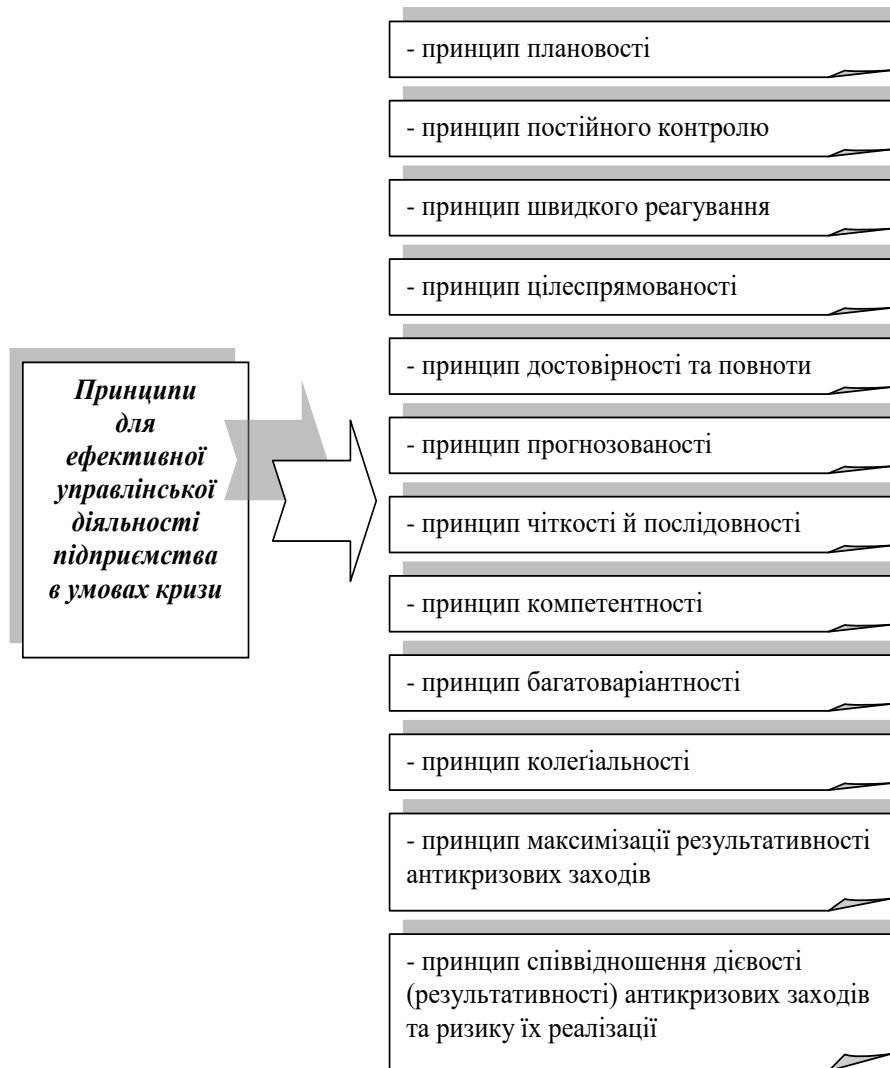 Принципи
для
ефективної
управлінської
діяльності
підприємства
в умовах кризи
- принцип плановості
- принцип постійного контролю
- принцип швидкого реагування
- принцип цілеспрямованості
- принцип достовірності та повноти
- принцип прогнозованості
- принцип чіткості й послідовності
- принцип компетентності
- принцип багатоваріантності
- принцип колегіальності
- принцип максимізації результативності
антикризових заходів
- принцип співвідношення дієвості
(результативності) антикризових заходів
та ризику їх реалізації